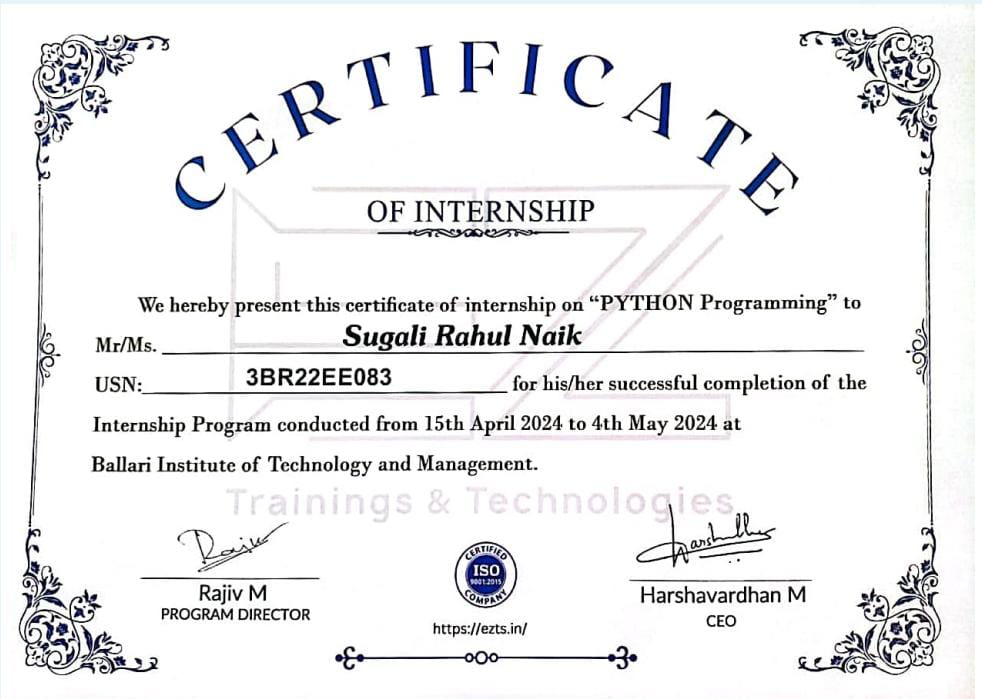 CERTIFICATE
OF INTERNSHIP
We hereby present this certificate of internship on “PYTHON Programming” to
Mr/Ms. Sugali Rahul Naik
USN: 3BR22EE083 for his/her successful completion of the
Internship Program conducted from 15th April 2024 to 4th May 2024 at
Ballari Institute of Technology and Management.
EZ
Trainings & Technologies
Rajiv M
PROGRAM DIRECTOR
CERTIFIED
ISO
9001:2015
COMPANY
https://ezts.in/
Harshavardhan M
CEO